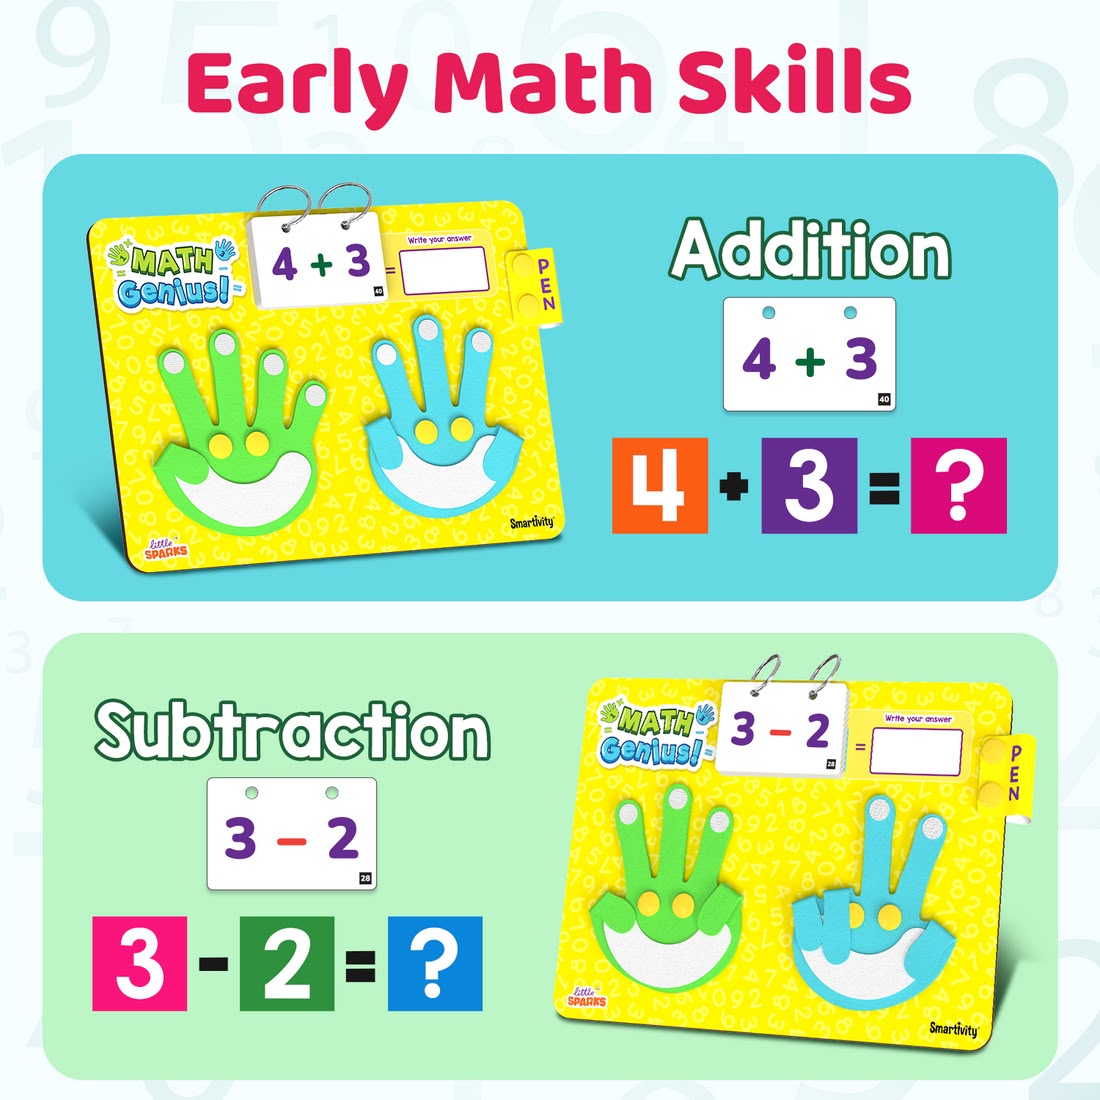 Early Math Skills
MATH
Genius!
4 + 3
40
=
Write your answer
PEN
little
SPARKS
Smartivity
Addition
4 + 3
40
4 + 3 = ?
Subtraction
3 - 2
28
3 - 2 = ?
MATH
Genius!
3 - 2
28
=
Write your answer
PEN
little
SPARKS
Smartivity